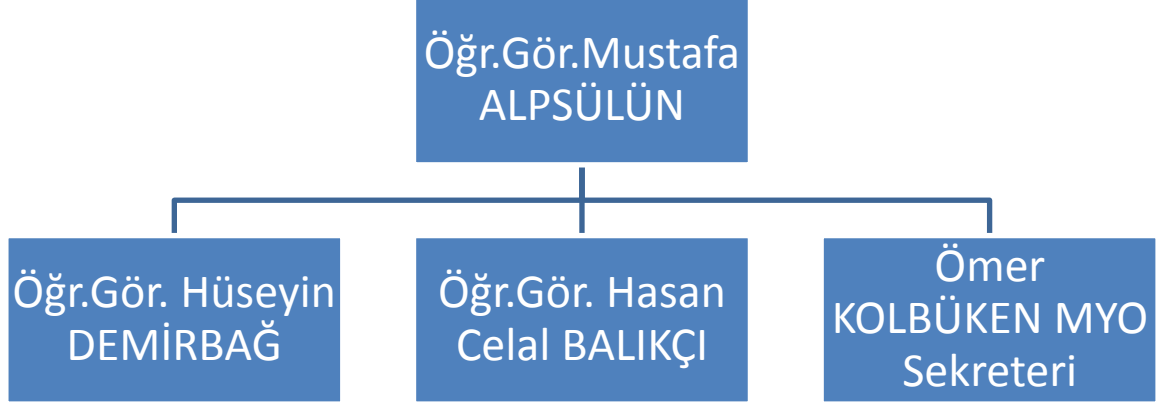 Öğr.Gör.Mustafa
ALPSÜLÜN
Öğr.Gör. Hüseyin
DEMİRBAĞ
Öğr.Gör. Hasan
Celal BALIKÇI
Ömer
KOLBÜKEN MYO
Sekreteri